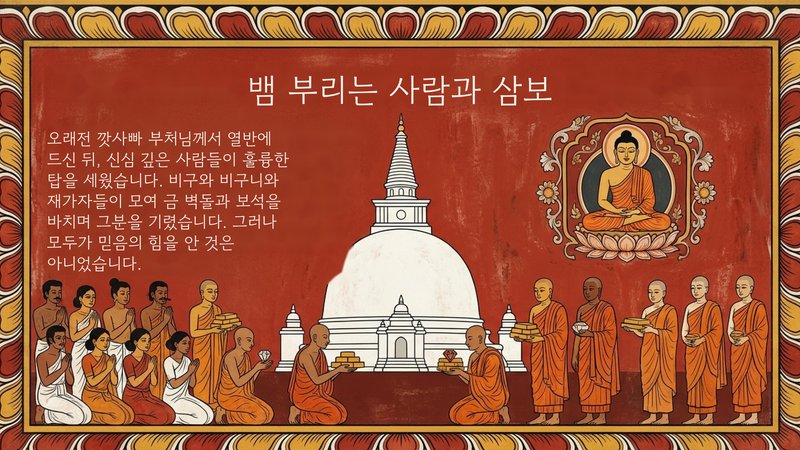 뱀 부리는 사람과 삼보
오래전 깟사빠 부처님께서 열반에
드신 뒤, 신심 깊은 사람들이 훌륭한
탑을 세웠습니다. 비구와 비구니와
재가자들이 모여 금 벽돌과 보석을
바치며 그분을 기렸습니다. 그러나
모두가 믿음의 힘을 안 것은
아니었습니다.